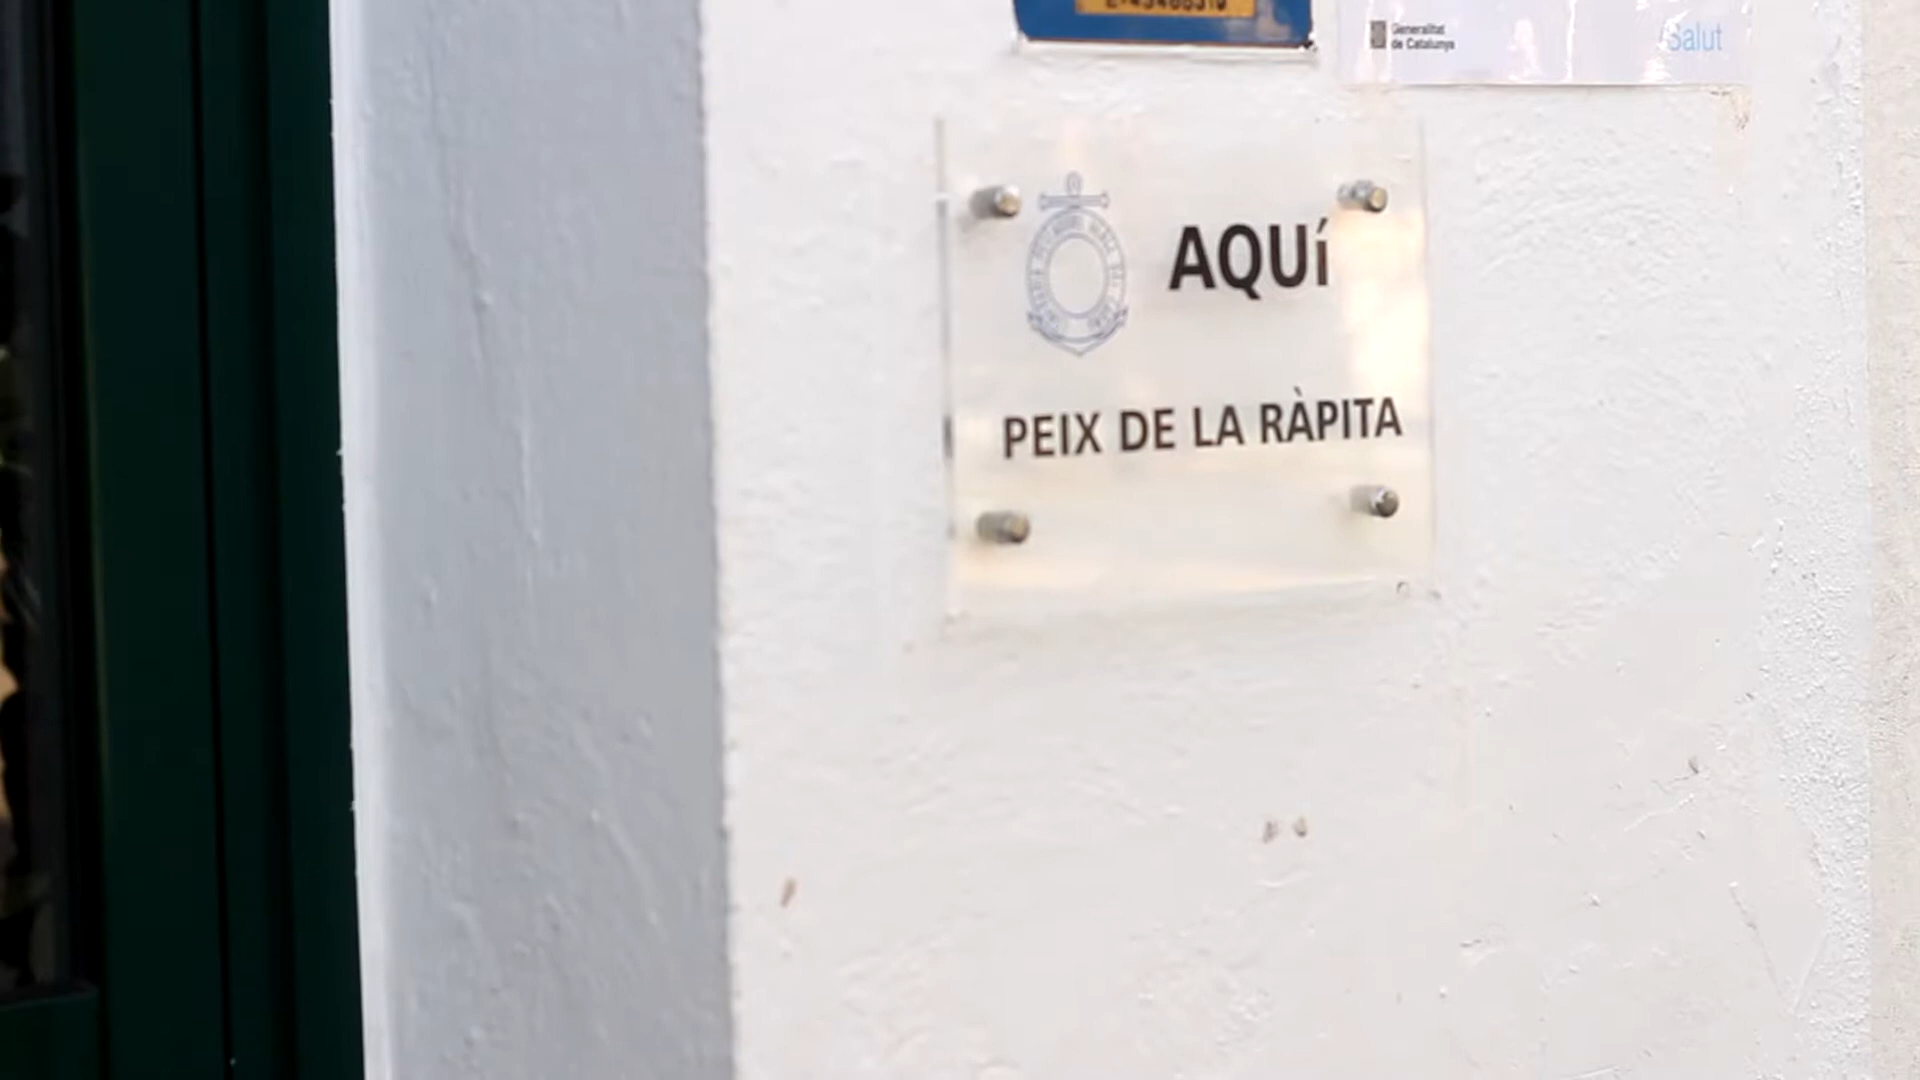 Generalitat
de Catalunya
Salut
AQUí
PEIX DE LA RÀPITA